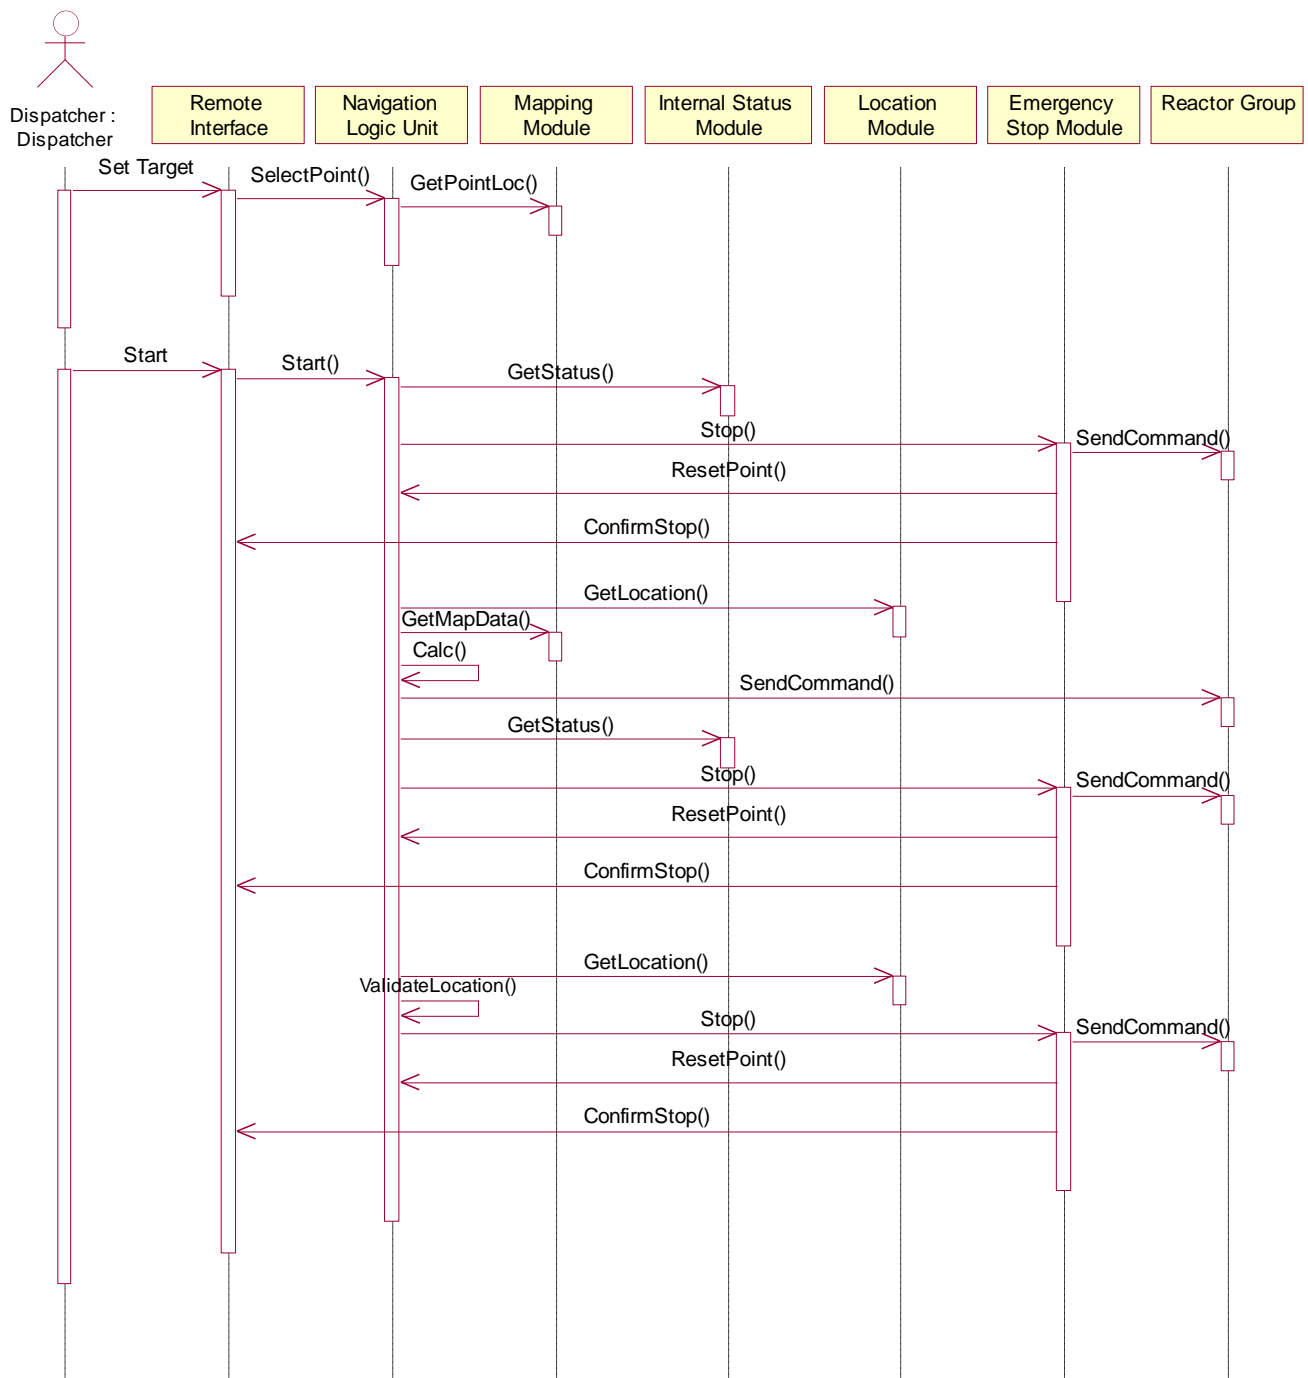 Dispatcher :
Dispatcher
Remote
Interface
Navigation
Logic Unit
Mapping
Module
Internal Status
Module
Location
Module
Emergency
Stop Module
Reactor Group
Set Target
SelectPoint()
GetPointLoc()
Start
Start()
GetStatus()
Stop()
SendCommand()
ResetPoint()
ConfirmStop()
GetLocation()
GetMapData()
Calc()
SendCommand()
GetStatus()
Stop()
SendCommand()
ResetPoint()
ConfirmStop()
GetLocation()
ValidateLocation()
Stop()
SendCommand()
ResetPoint()
ConfirmStop()